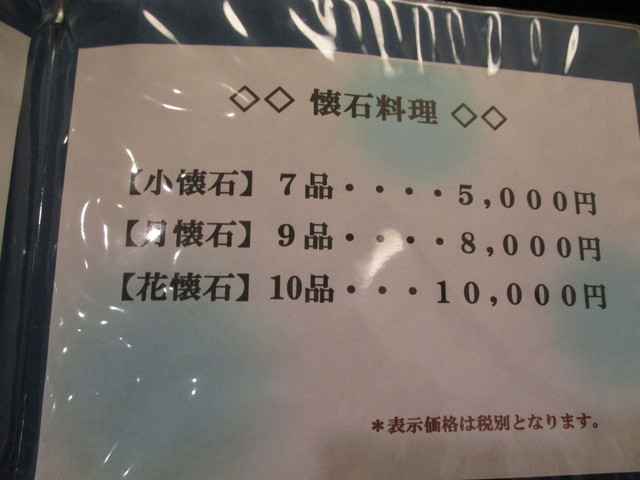 ◇◇ 懐石料理 ◇◇
【小懐石】7品・・・・5,000円
【月懐石】9品・・・・8,000円
【花懐石】10品・・・10,000円
＊表示価格は税別となります。